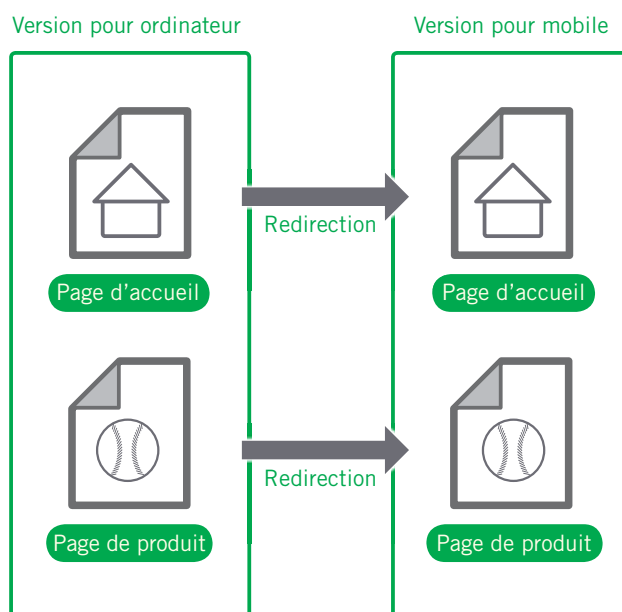 Version pour ordinateur
Version pour mobile
Redirection
Page d’accueil
Page d’accueil
Redirection
Page de produit
Page de produit